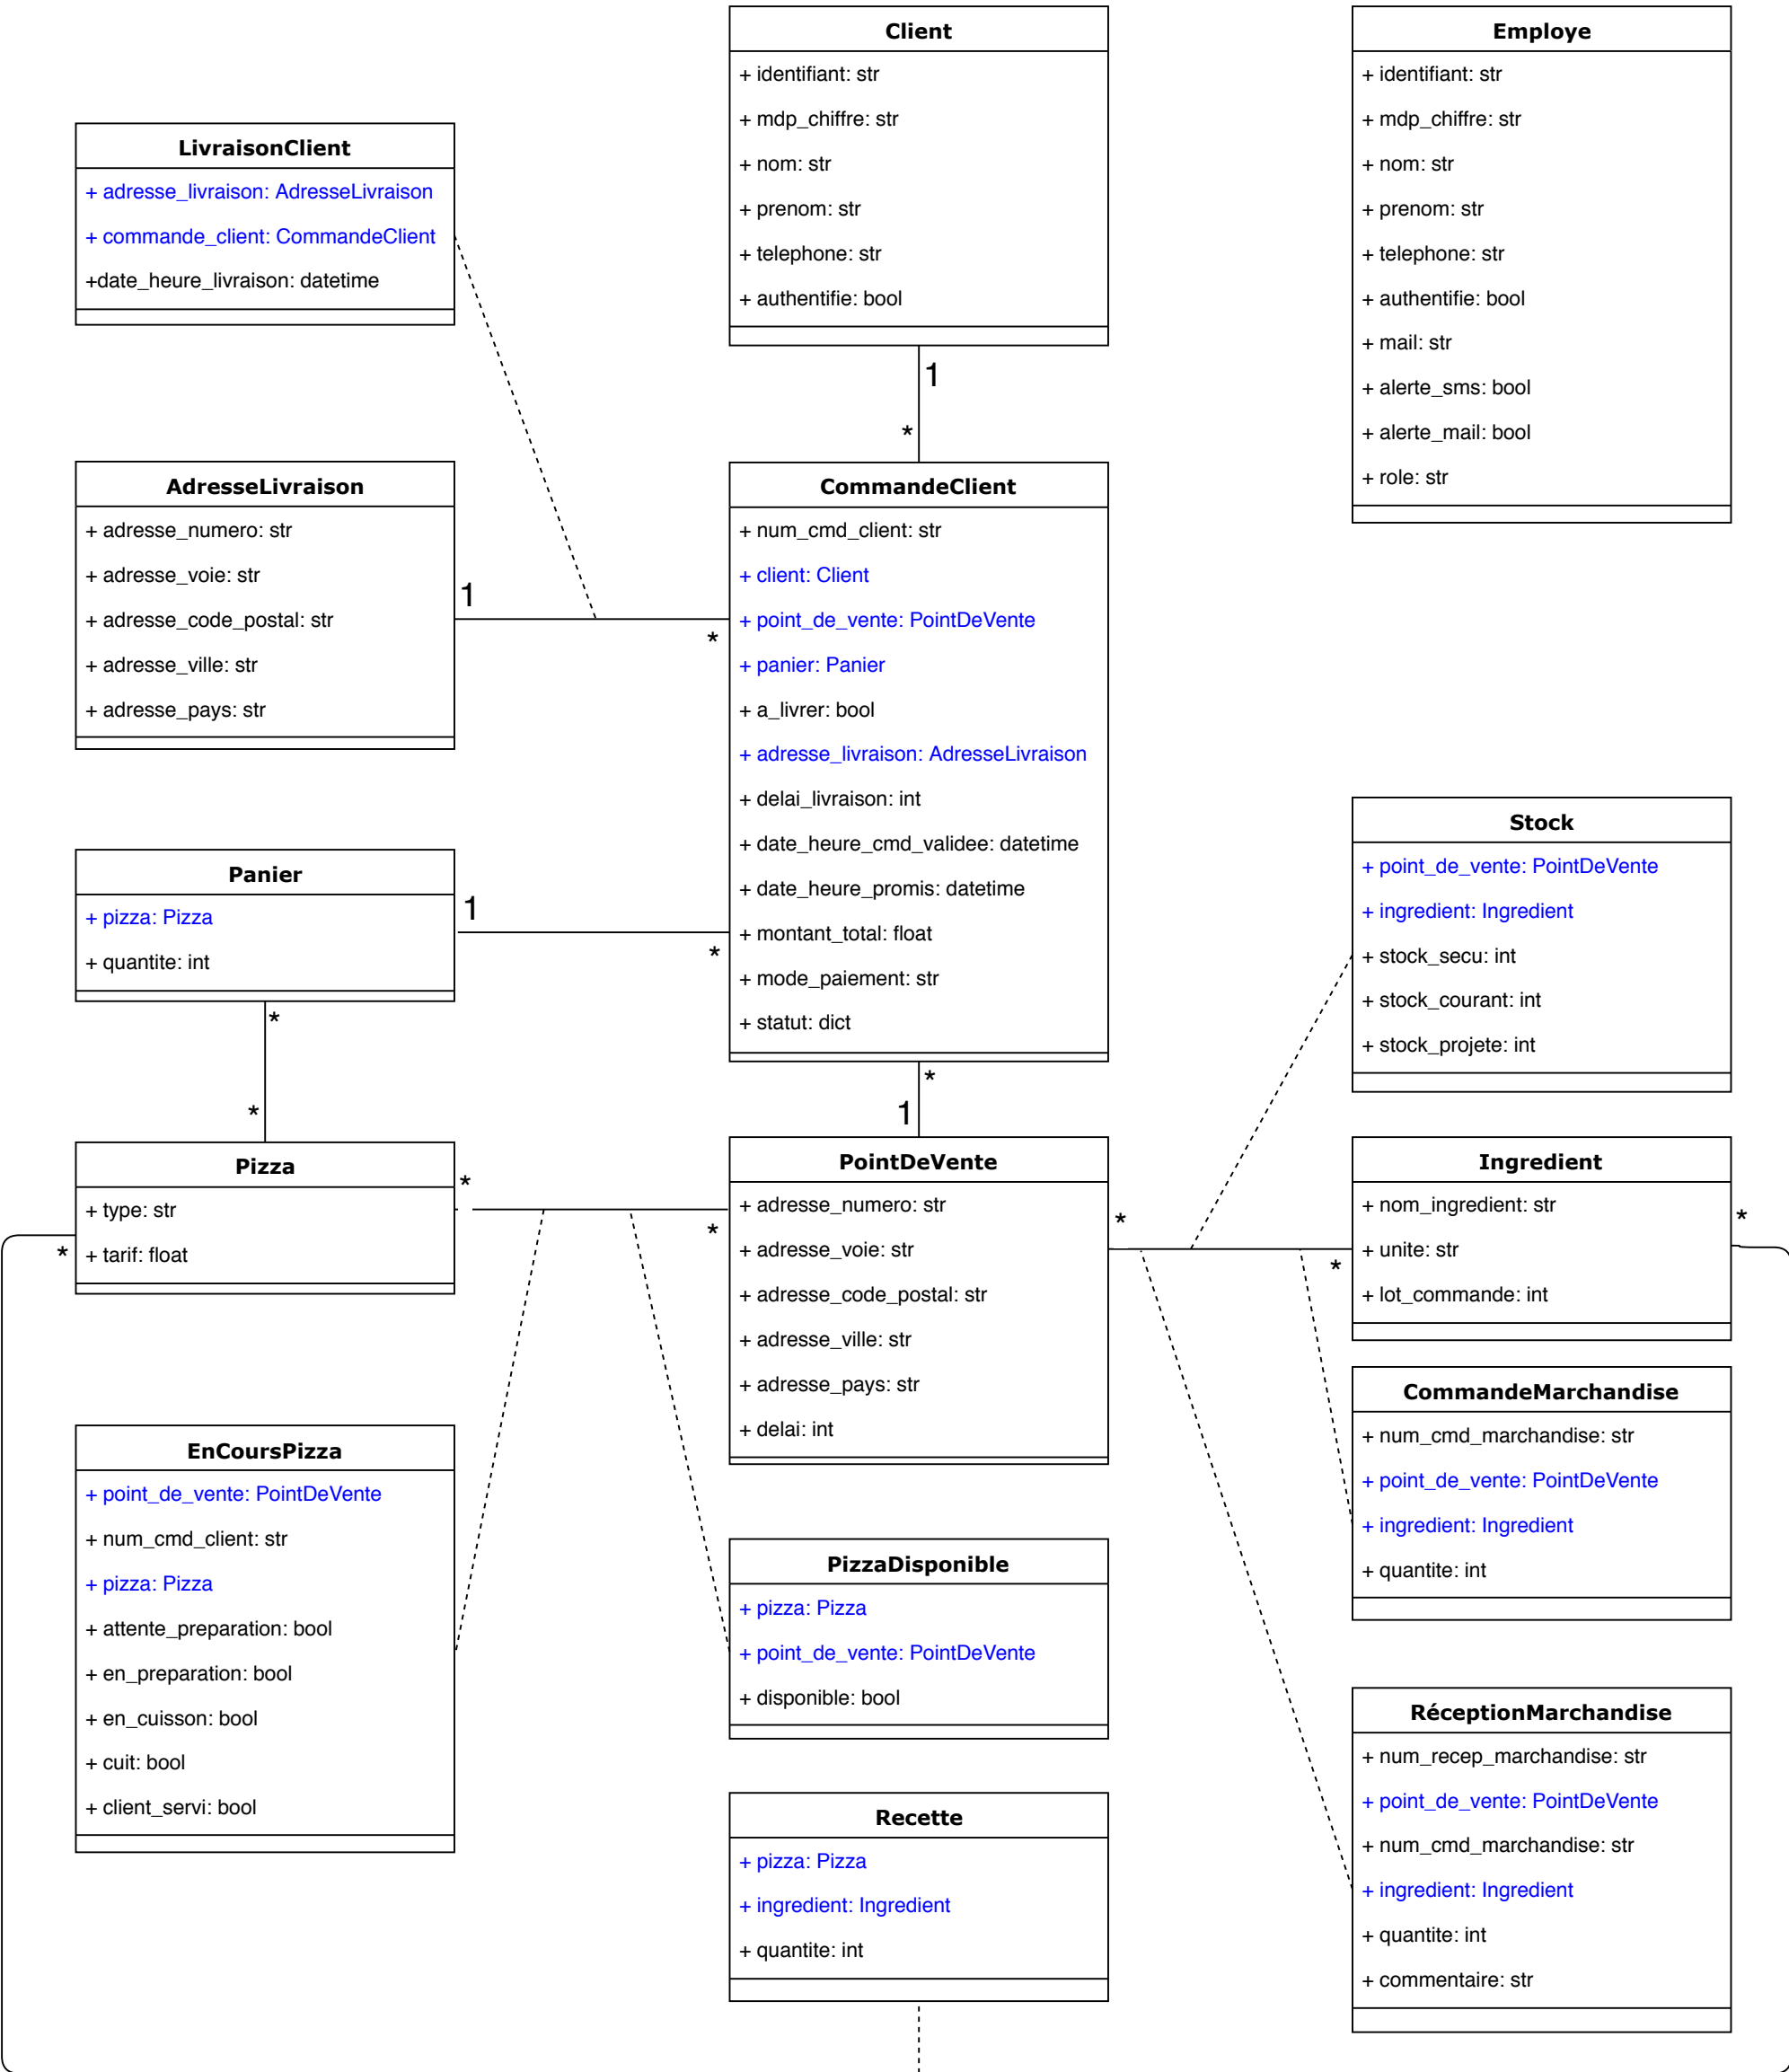 Client
+ identifiant: str
+ mdp_chiffre: str
+ nom: str
+ prenom: str
+ telephone: str
+ authentifie: bool
Employe
+ identifiant: str
+ mdp_chiffre: str
+ nom: str
+ prenom: str
+ telephone: str
+ authentifie: bool
+ mail: str
+ alerte_sms: bool
+ alerte_mail: bool
+ role: str
LivraisonClient
+ adresse_livraison: AdresseLivraison
+ commande_client: CommandeClient
+date_heure_livraison: datetime
1
*
AdresseLivraison
+ adresse_numero: str
+ adresse_voie: str
+ adresse_code_postal: str
+ adresse_ville: str
+ adresse_pays: str
1
*
CommandeClient
+ num_cmd_client: str
+ client: Client
+ point_de_vente: PointDeVente
+ panier: Panier
+ a_livrer: bool
+ adresse_livraison: AdresseLivraison
+ delai_livraison: int
+ date_heure_cmd_validee: datetime
+ date_heure_promis: datetime
+ montant_total: float
+ mode_paiement: str
+ statut: dict
Stock
+ point_de_vente: PointDeVente
+ ingredient: Ingredient
+ stock_secu: int
+ stock_courant: int
+ stock_projete: int
Panier
+ pizza: Pizza
+ quantite: int
1
*
*
*
*
1
Pizza
+ type: str
+ tarif: float
*
*
*
PointDeVente
+ adresse_numero: str
+ adresse_voie: str
+ adresse_code_postal: str
+ adresse_ville: str
+ adresse_pays: str
+ delai: int
*
*
Ingredient
+ nom_ingredient: str
+ unite: str
+ lot_commande: int
*
CommandeMarchandise
+ num_cmd_marchandise: str
+ point_de_vente: PointDeVente
+ ingredient: Ingredient
+ quantite: int
EnCoursPizza
+ point_de_vente: PointDeVente
+ num_cmd_client: str
+ pizza: Pizza
+ attente_preparation: bool
+ en_preparation: bool
+ en_cuisson: bool
+ cuit: bool
+ client_servi: bool
PizzaDisponible
+ pizza: Pizza
+ point_de_vente: PointDeVente
+ disponible: bool
RéceptionMarchandise
+ num_recep_marchandise: str
+ point_de_vente: PointDeVente
+ num_cmd_marchandise: str
+ ingredient: Ingredient
+ quantite: int
+ commentaire: str
Recette
+ pizza: Pizza
+ ingredient: Ingredient
+ quantite: int